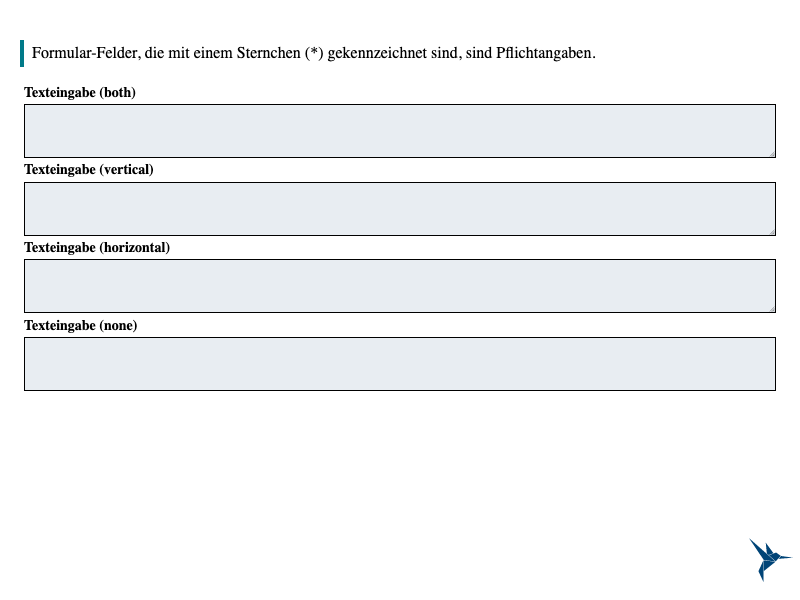 Formular-Felder, die mit einem Sternchen (*) gekennzeichnet sind, sind Pflichtangaben.
Texteingabe (both)
Texteingabe (vertical)
Texteingabe (horizontal)
Texteingabe (none)